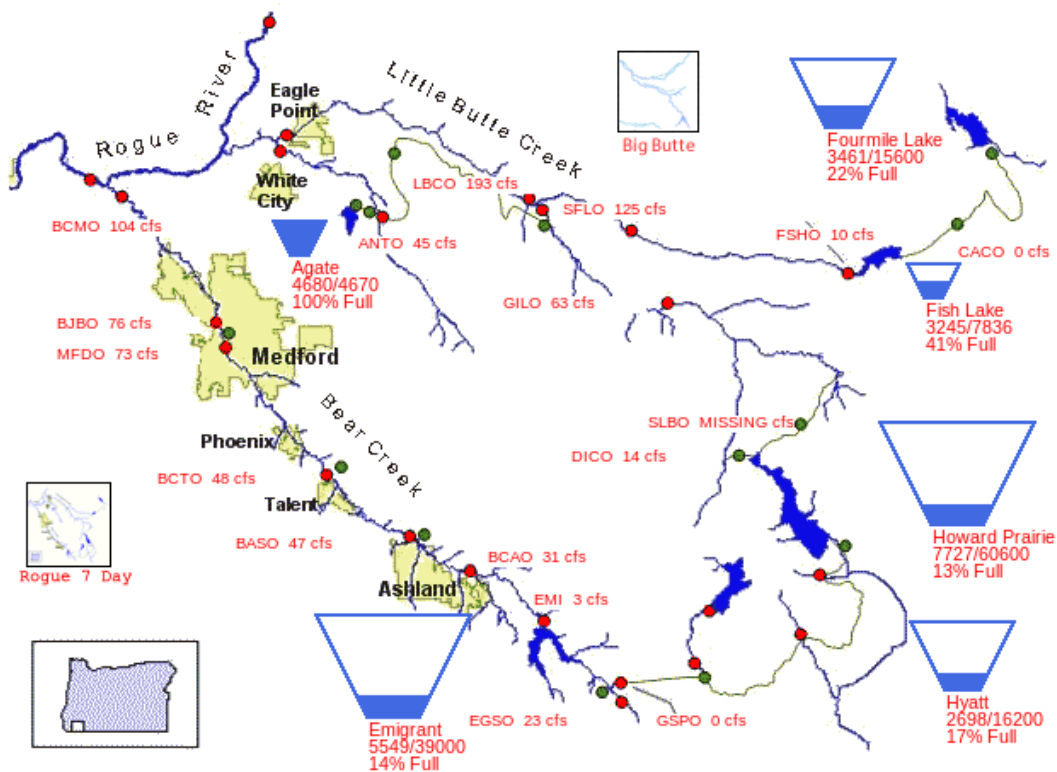 Rogue River
Eagle
Point
Little Butte Creek
Big Butte
Fourmile Lake
3461/15600
22% Full
White
City
LBCO 193 cfs
SFLO 125 cfs
BCMO 104 cfs
ANTO 45 cfs
FSHO 10 cfs
CACO 0 cfs
Agate
4680/4670
100% Full
GILO 63 cfs
Fish Lake
3245/7836
41% Full
BJBO 76 cfs
MFDO 73 cfs
Medford
Bear Creek
SLBO MISSING cfs
Phoenix
DICO 14 cfs
BCTO 48 cfs
Talent
Howard Prairie
7727/60600
13% Full
BASO 47 cfs
BCAO 31 cfs
Rogue 7 Day
Ashland
EMI 3 cfs
Hyatt
2698/16200
17% Full
EGSO 23 cfs
GSPO 0 cfs
Emigrant
5549/39000
14% Full